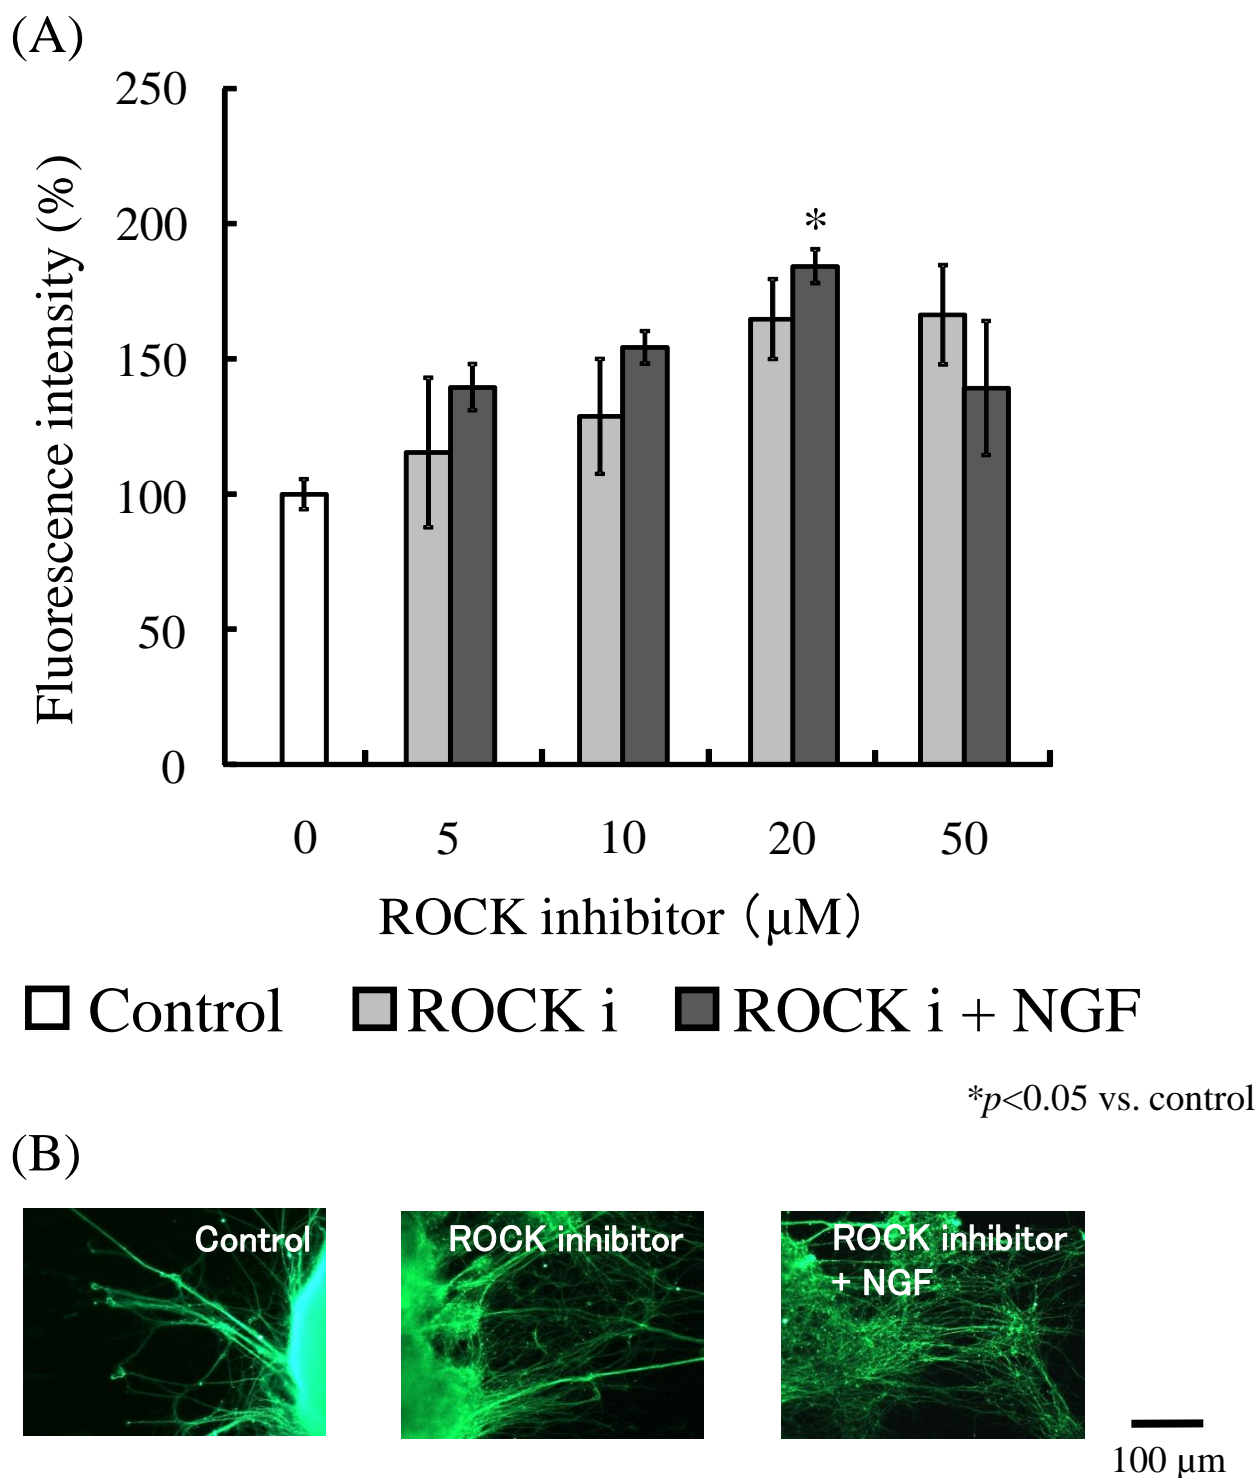 (A)
250
200
150
100
50
0
Fluorescence intensity (%)
*
0 5 10 20 50
ROCK inhibitor（μM）
Control ROCK i ROCK i + NGF
*p<0.05 vs. control
(B)
Control
ROCK inhibitor
ROCK inhibitor
+ NGF
100 μm